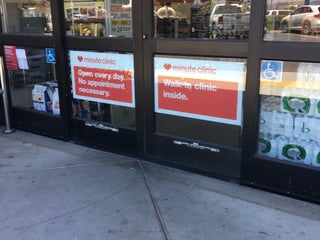 minute clinic
Open every day.
No appointment
necessary.
minute clinic
Walk-in clinic
inside.